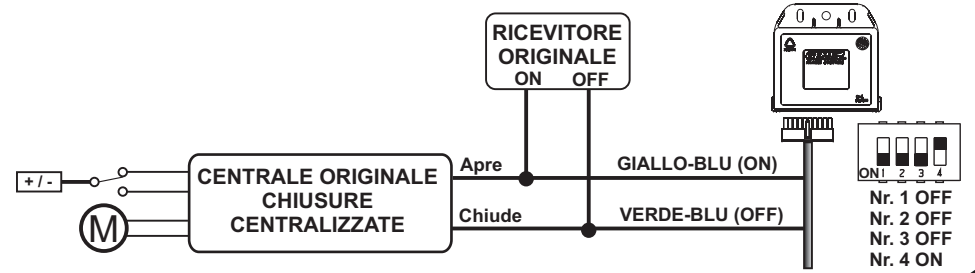 RICEVITORE
ORIGINALE
ON OFF
+ / -
M
CENTRALE ORIGINALE
CHIUSURE
CENTRALIZZATE
Apre
GIALLO-BLU (ON)
Chiude
VERDE-BLU (OFF)
ON 1 2 3 4
Nr. 1 OFF
Nr. 2 OFF
Nr. 3 OFF
Nr. 4 ON